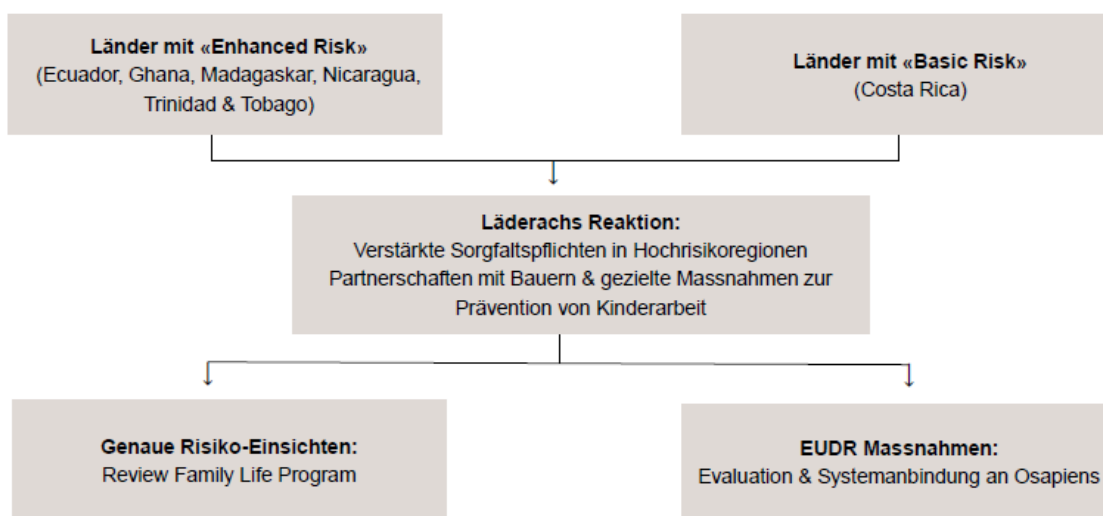 Länder mit «Enhanced Risk»
(Ecuador, Ghana, Madagaskar, Nicaragua,
Trinidad & Tobago)
Länder mit «Basic Risk»
(Costa Rica)
Läderachs Reaktion:
Verstärkte Sorgfaltspflichten in Hochrisikoregionen
Partnerschaften mit Bauern & gezielte Massnahmen zur
Prävention von Kinderarbeit
Genaue Risiko-Einsichten:
Review Family Life Program
EUDR Massnahmen:
Evaluation & Systemanbindung an Osapiens